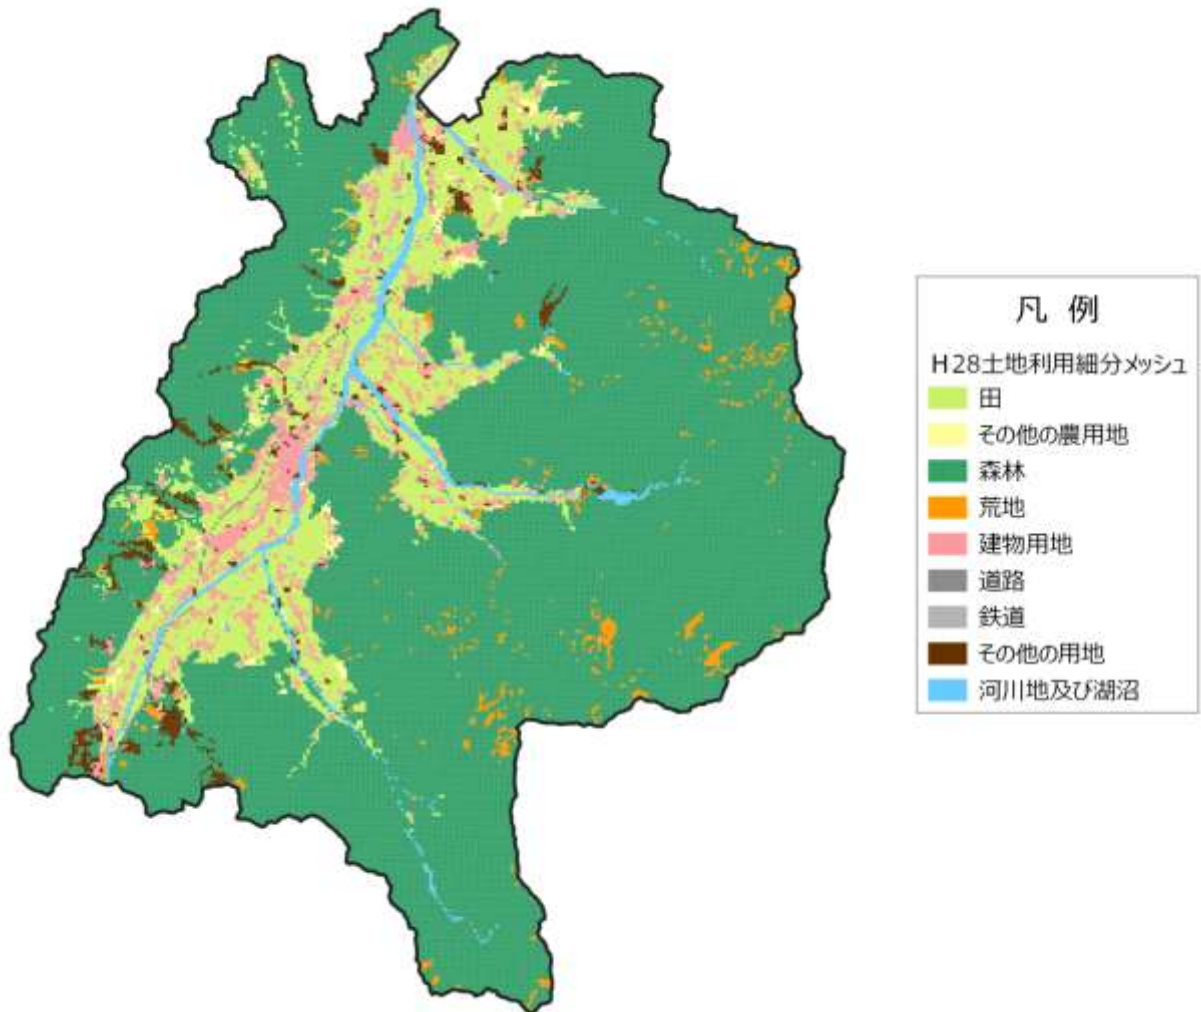 凡 例
H28土地利用細分メッシュ
田
その他の農用地
森林
荒地
建物用地
道路
鉄道
その他の用地
河川地及び湖沼